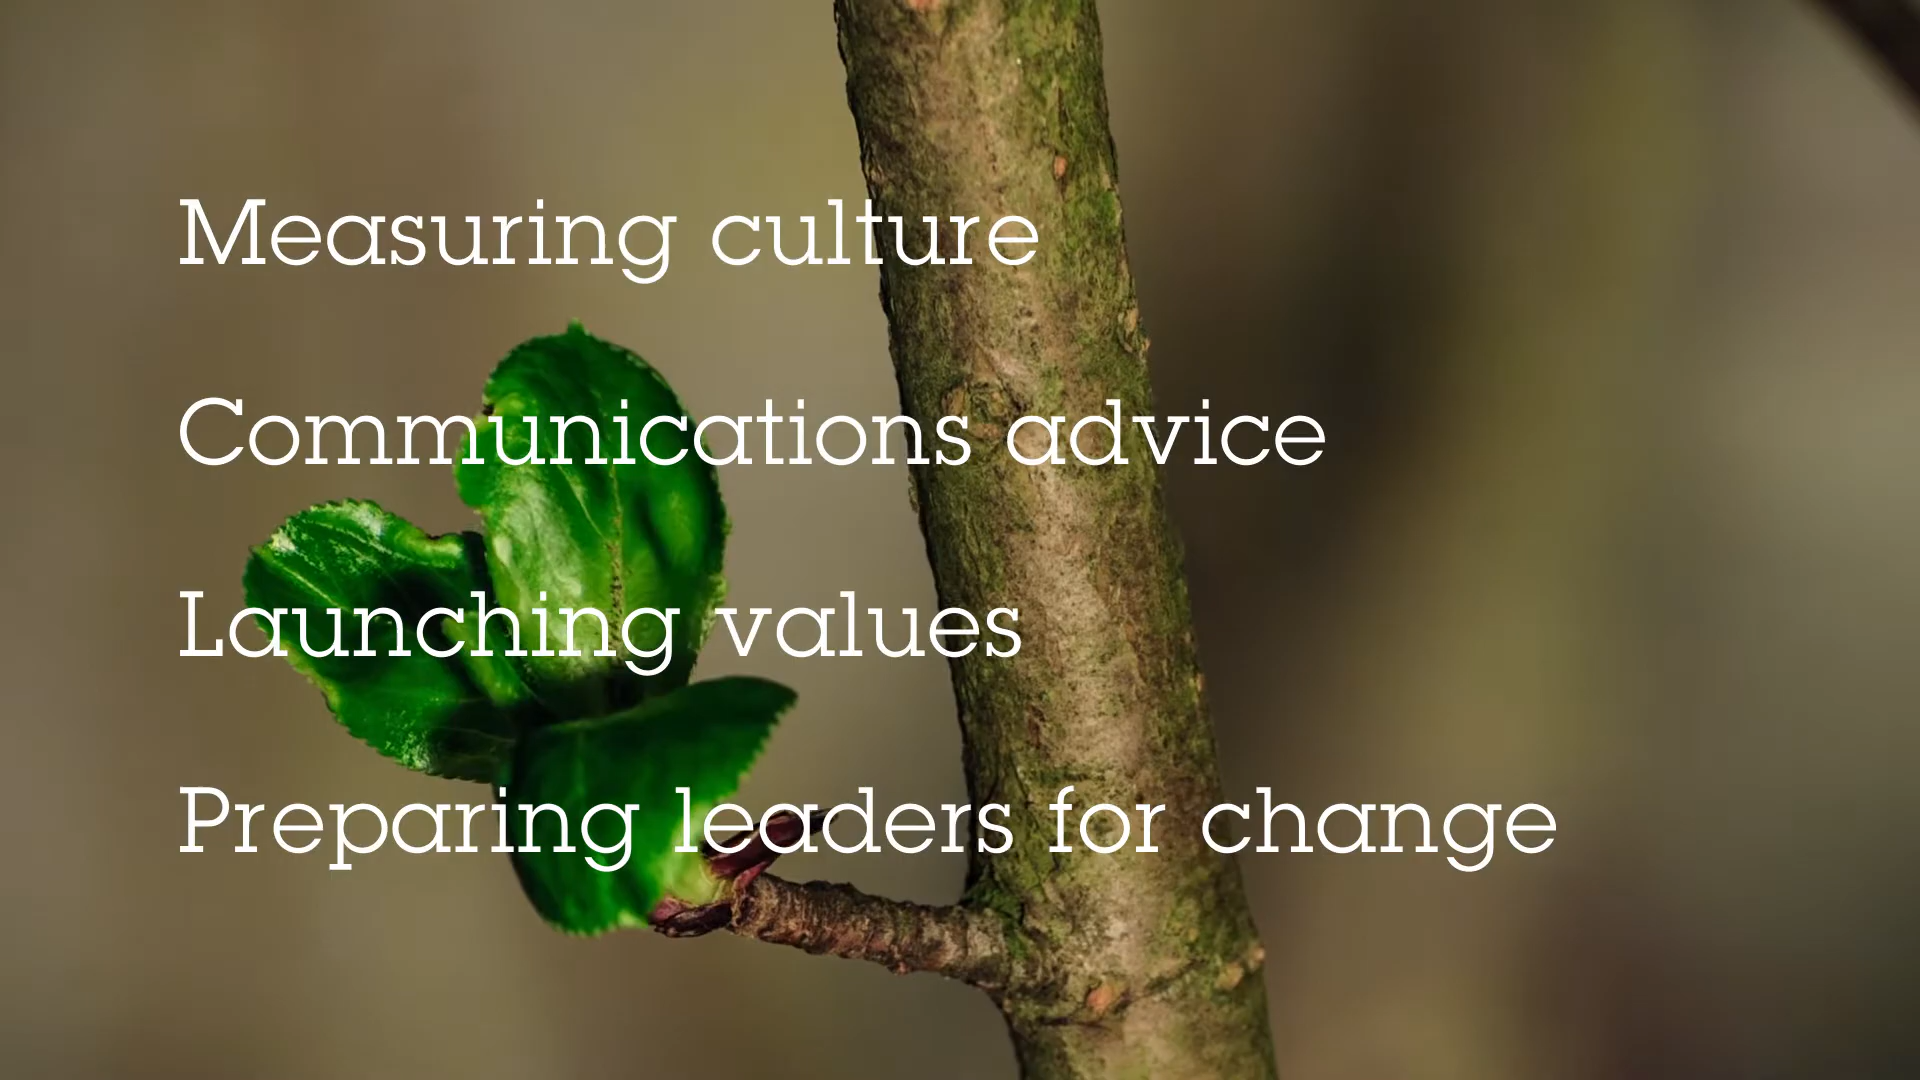 Measuring culture
Communications advice
Launching values
Preparing leaders for change